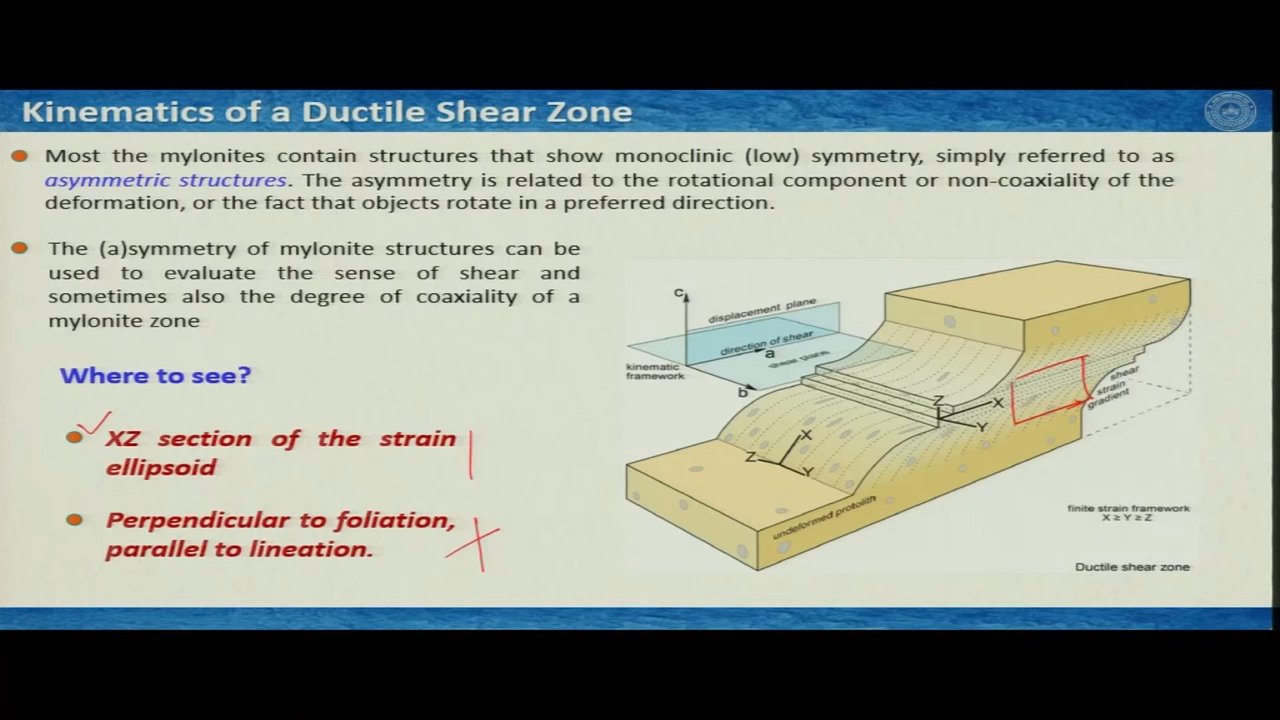 Kinematics of a Ductile Shear Zone
Most the mylonites contain structures that show monoclinic (low) symmetry, simply referred to as
asymmetric structures. The asymmetry is related to the rotational component or non-coaxiality of the
deformation, or the fact that objects rotate in a preferred direction.
The (a)symmetry of mylonite structures can be
used to evaluate the sense of shear and
sometimes also the degree of coaxiality of a
mylonite zone
Where to see?
XZ section of the strain
ellipsoid
Perpendicular to foliation,
parallel to lineation.
c
displacement plane
direction of shear
a
shear plane
kinematic
framework
b
Z
X
Y
shear
strain
gradient
X
Z
Y
undeformed protolith
finite strain framework
X ≥ Y ≥ Z
Ductile shear zone